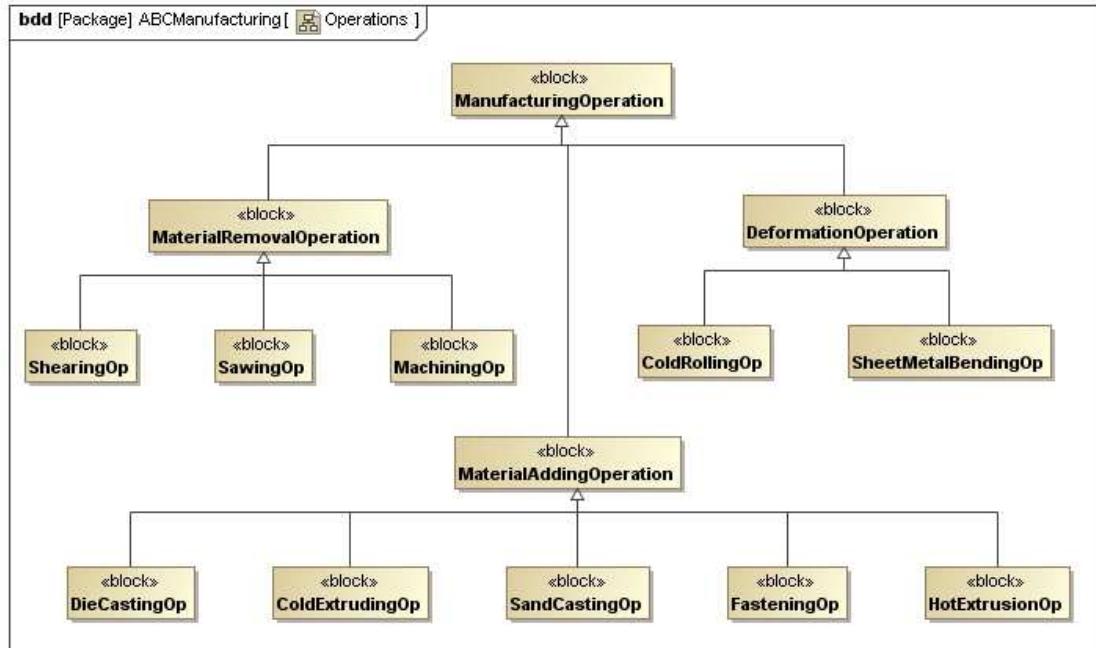 bdd [Package] ABCManufacturing [ Operations ]
«block»
ManufacturingOperation
«block»
MaterialRemovalOperation
«block»
DeformationOperation
«block»
ShearingOp
«block»
SawingOp
«block»
MachiningOp
«block»
ColdRollingOp
«block»
SheetMetalBendingOp
«block»
MaterialAddingOperation
«block»
DieCastingOp
«block»
ColdExtrudingOp
«block»
SandCastingOp
«block»
FasteningOp
«block»
HotExtrusionOp